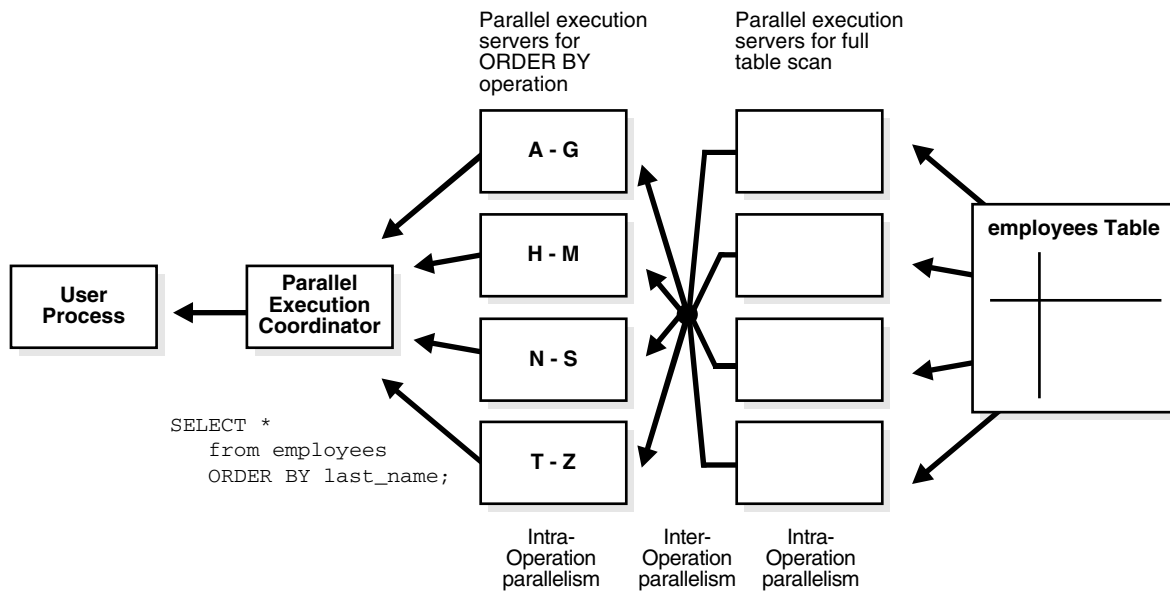 Parallel execution
servers for
ORDER BY
operation
Parallel execution
servers for full
table scan
A - G
H - M
N - S
T - Z
employees Table
User
Process
Parallel
Execution
Coordinator
SELECT *
from employees
ORDER BY last_name;
Intra-
Operation
parallelism
Inter-
Operation
parallelism
Intra-
Operation
parallelism